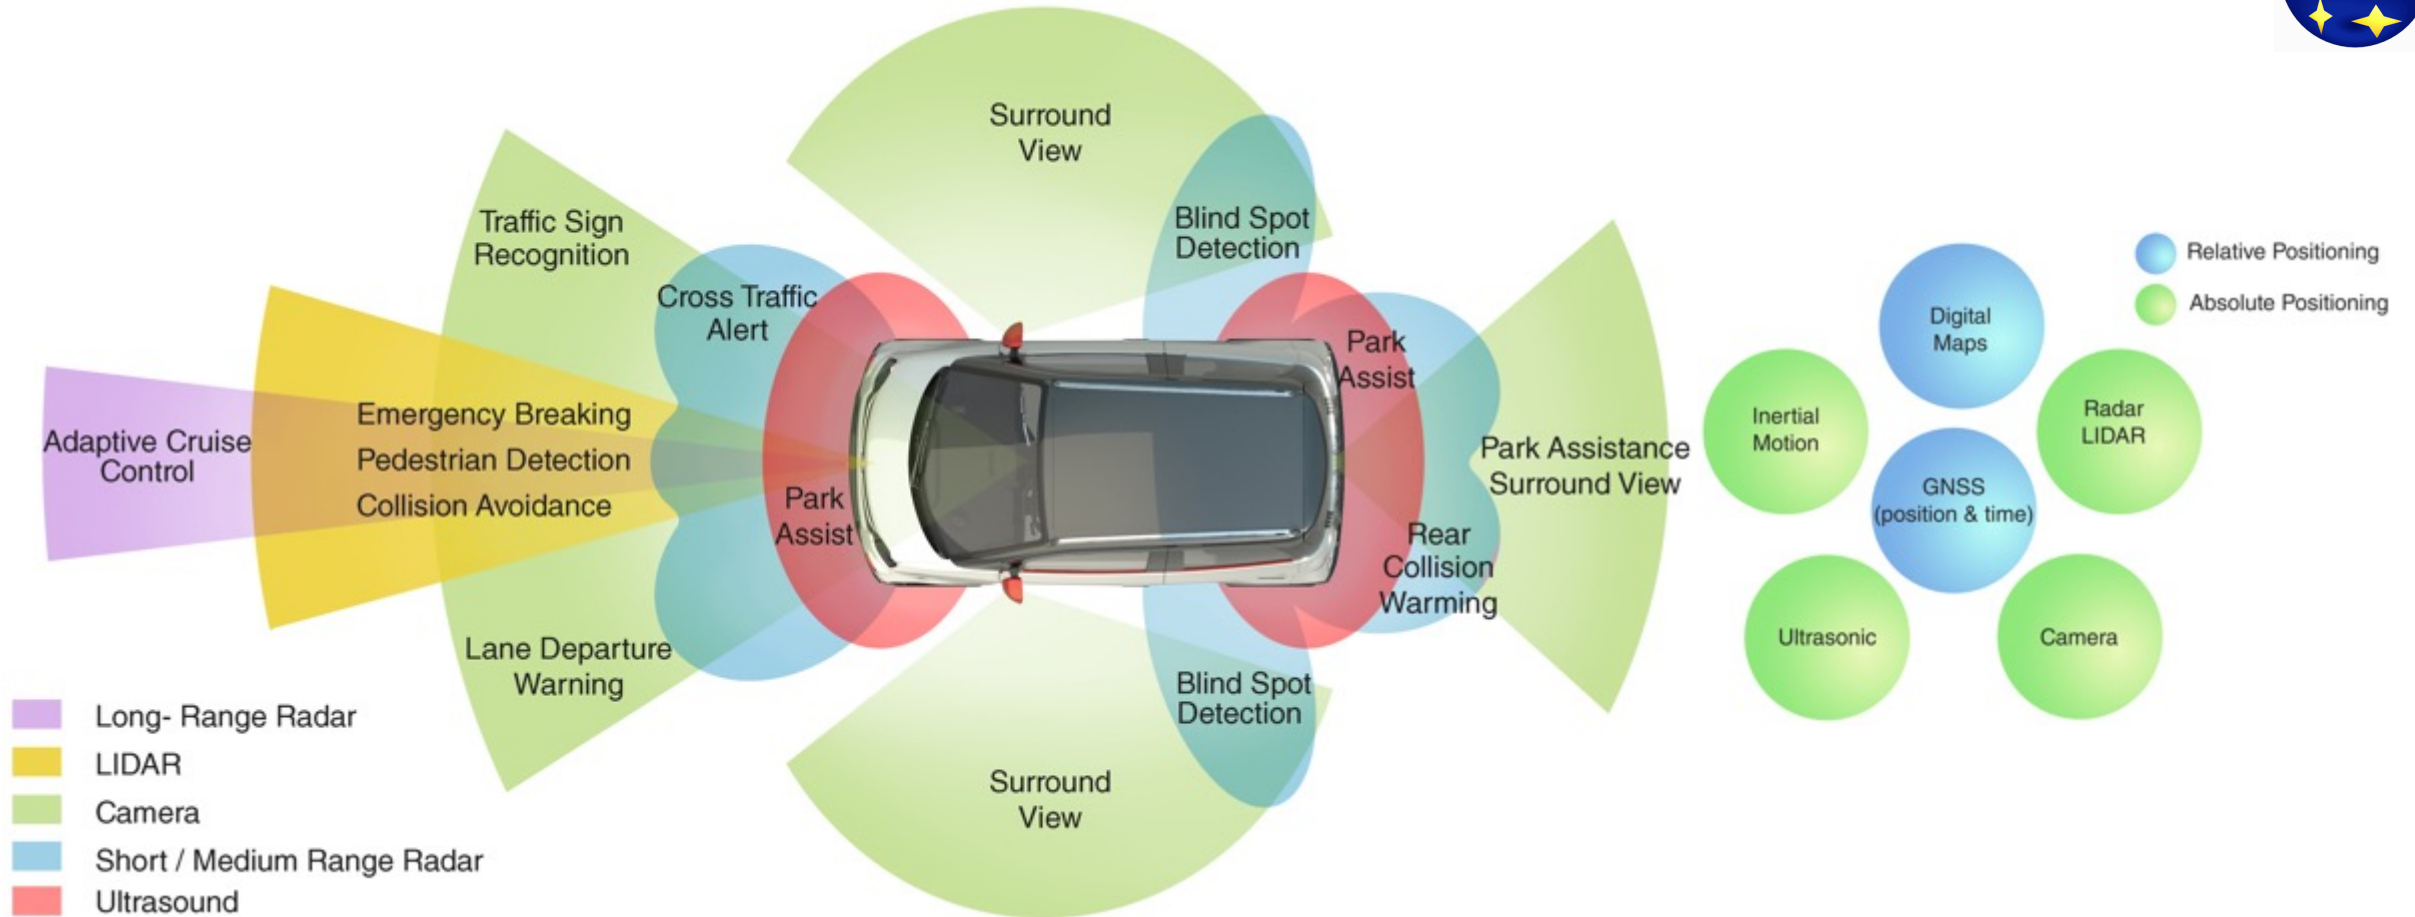 Surround
View
Traffic Sign
Recognition
Blind Spot
Detection
Cross Traffic
Alert
Park
Assist
Adaptive Cruise
Control
Emergency Breaking
Pedestrian Detection
Collision Avoidance
Park
Assist
Park Assistance
Surround View
Rear
Collision
Warming
Lane Departure
Warning
Blind Spot
Detection
Surround
View
Long- Range Radar
LIDAR
Camera
Short / Medium Range Radar
Ultrasound
Relative Positioning
Absolute Positioning
Digital
Maps
Inertial
Motion
Radar
LIDAR
GNSS
(position & time)
Ultrasonic
Camera